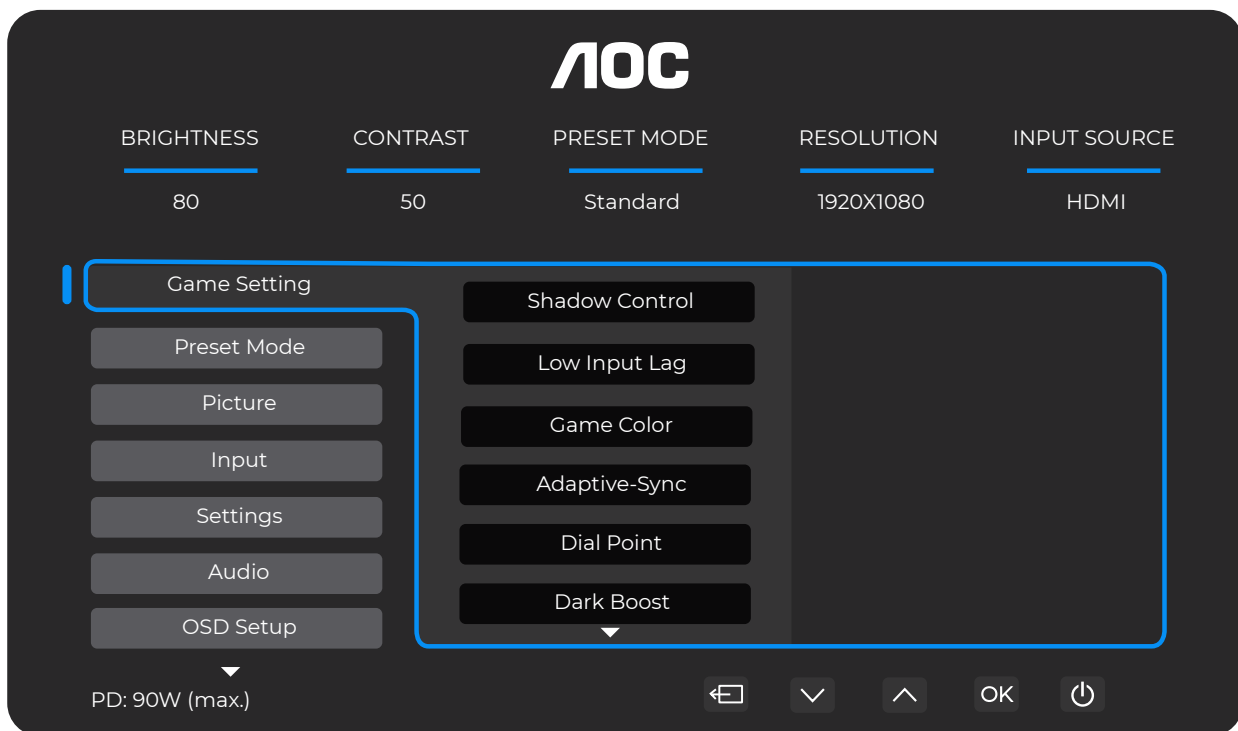 AOC
BRIGHTNESS CONTRAST PRESET MODE RESOLUTION INPUT SOURCE
80 50 Standard 1920X1080 HDMI
Game Setting
Preset Mode
Picture
Input
Settings
Audio
OSD Setup
Shadow Control
Low Input Lag
Game Color
Adaptive-Sync
Dial Point
Dark Boost
PD: 90W (max.)
OK